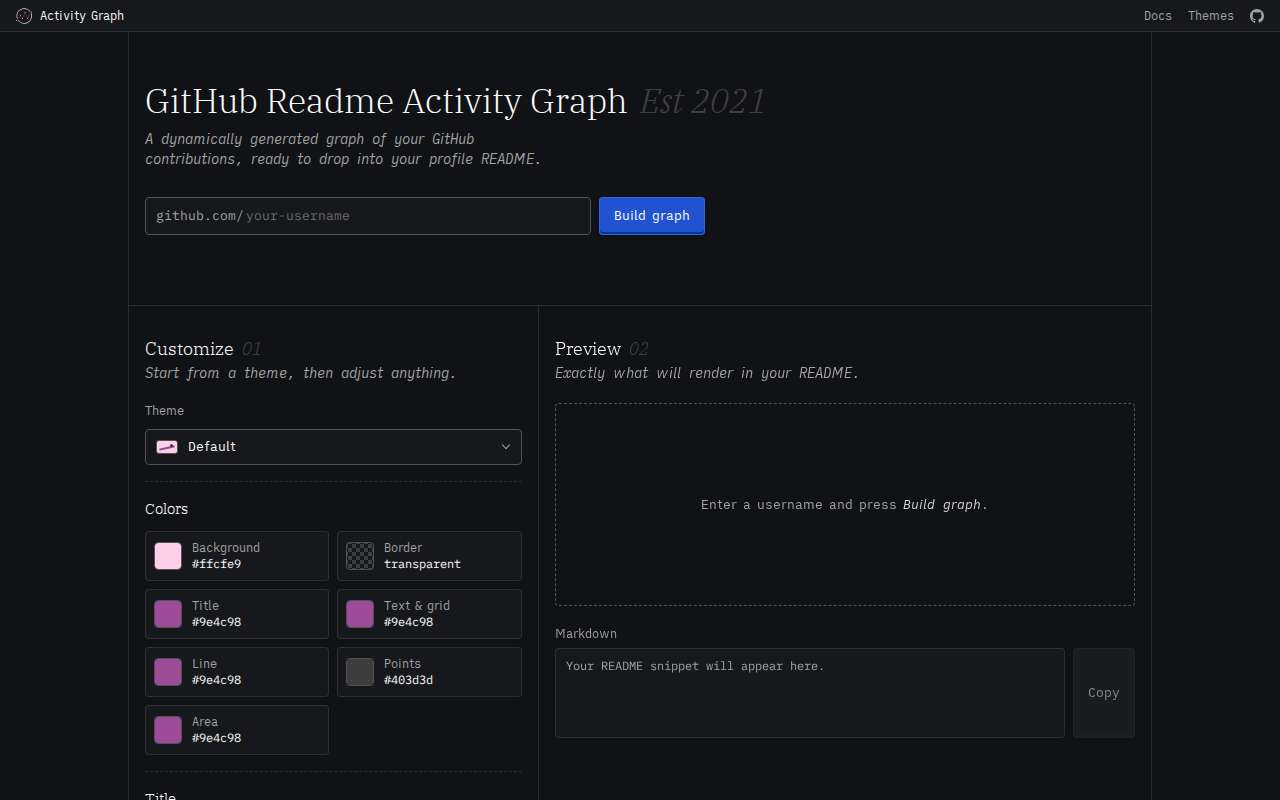 Activity Graph
Docs
Themes
GitHub Readme Activity Graph Est 2021
A dynamically generated graph of your GitHub
contributions, ready to drop into your profile README.
github.com/your-username
Build graph
Customize 01
Start from a theme, then adjust anything.
Theme
Default
Colors
Background
#ffcfe9
Border
transparent
Title
#9e4c98
Text & grid
#9e4c98
Line
#9e4c98
Points
#403d3d
Area
#9e4c98
Title
Preview 02
Exactly what will render in your README.
Enter a username and press Build graph.
Markdown
Your README snippet will appear here.
Copy